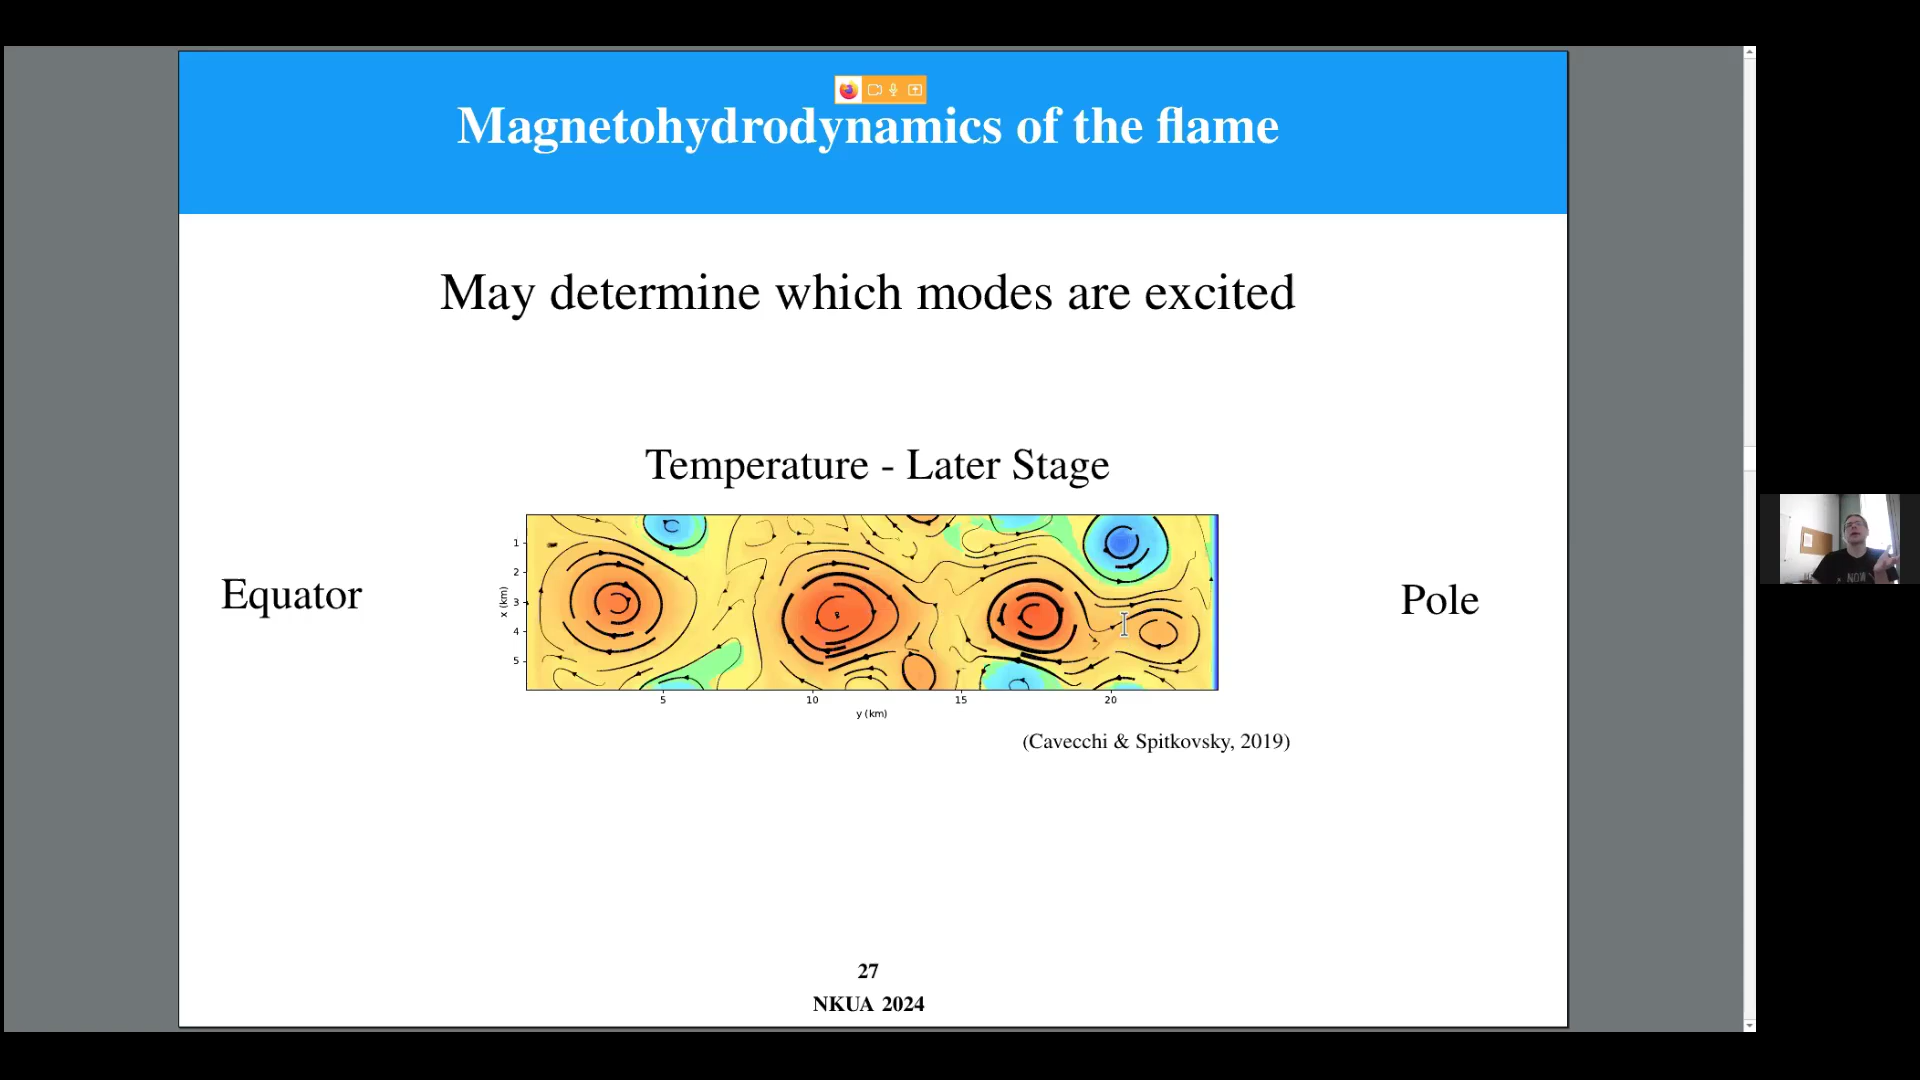 Magnetohydrodynamics of the flame
May determine which modes are excited
Temperature - Later Stage
Equator
Pole
x (km)
1
2
3
4
5
5
10
15
20
y (km)
(Cavecchi & Spitkovsky, 2019)
27
NKUA 2024
NOW